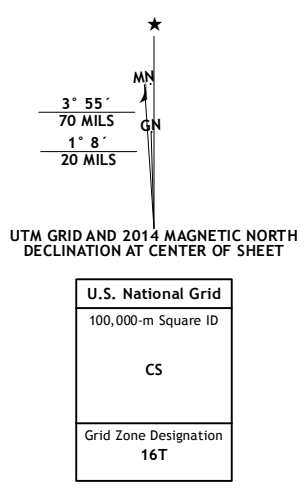 MN
3° 55´
70 MILS
GN
1° 8´
20 MILS
UTM GRID AND 2014 MAGNETIC NORTH
DECLINATION AT CENTER OF SHEET
U.S. National Grid
100,000-m Square ID
CS
Grid Zone Designation
16T